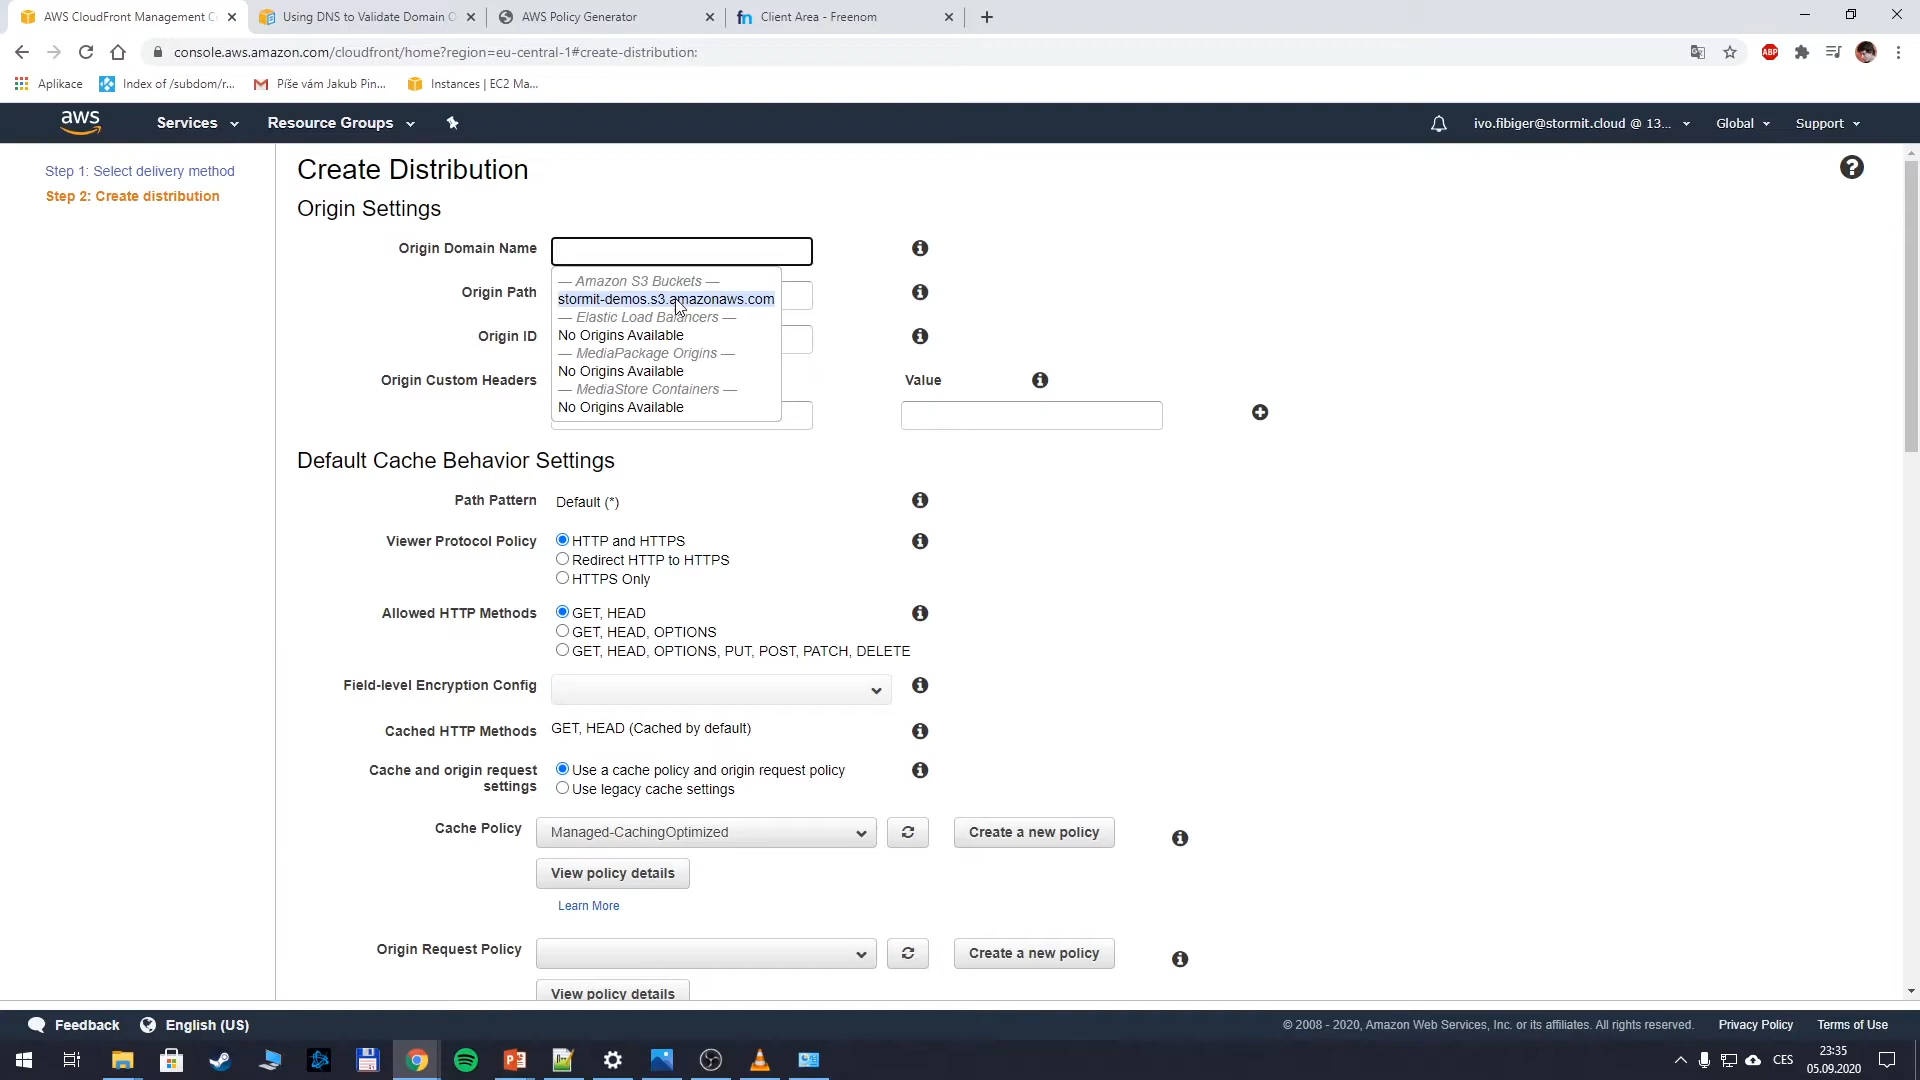 AWS CloudFront Management C
Using DNS to Validate Domain O
AWS Policy Generator
fn Client Area - Freenom
console.aws.amazon.com/cloudfront/home?region=eu-central-1#create-distribution:
ABP
Aplikace
Index of /subdom/r...
Píše vám Jakub Pin...
Instances | EC2 Ma...
aws
Services
Resource Groups
ivo.fibiger@stormit.cloud @ 13...
Global
Support
Step 1: Select delivery method
Step 2: Create distribution
Create Distribution
Origin Settings
Origin Domain Name
— Amazon S3 Buckets —
stormit-demos.s3.amazonaws.com
— Elastic Load Balancers —
No Origins Available
— MediaPackage Origins —
No Origins Available
— MediaStore Containers —
No Origins Available
Origin Path
Origin ID
Origin Custom Headers
Value
Default Cache Behavior Settings
Path Pattern
Default (*)
Viewer Protocol Policy
HTTP and HTTPS
Redirect HTTP to HTTPS
HTTPS Only
Allowed HTTP Methods
GET, HEAD
GET, HEAD, OPTIONS
GET, HEAD, OPTIONS, PUT, POST, PATCH, DELETE
Field-level Encryption Config
Cached HTTP Methods
GET, HEAD (Cached by default)
Cache and origin request
settings
Use a cache policy and origin request policy
Use legacy cache settings
Cache Policy
Managed-CachingOptimized
Create a new policy
View policy details
Learn More
Origin Request Policy
Create a new policy
View policy details
Feedback
English (US)
© 2008 - 2020, Amazon Web Services, Inc. or its affiliates. All rights reserved.
Privacy Policy
Terms of Use
CES
23:35
05.09.2020